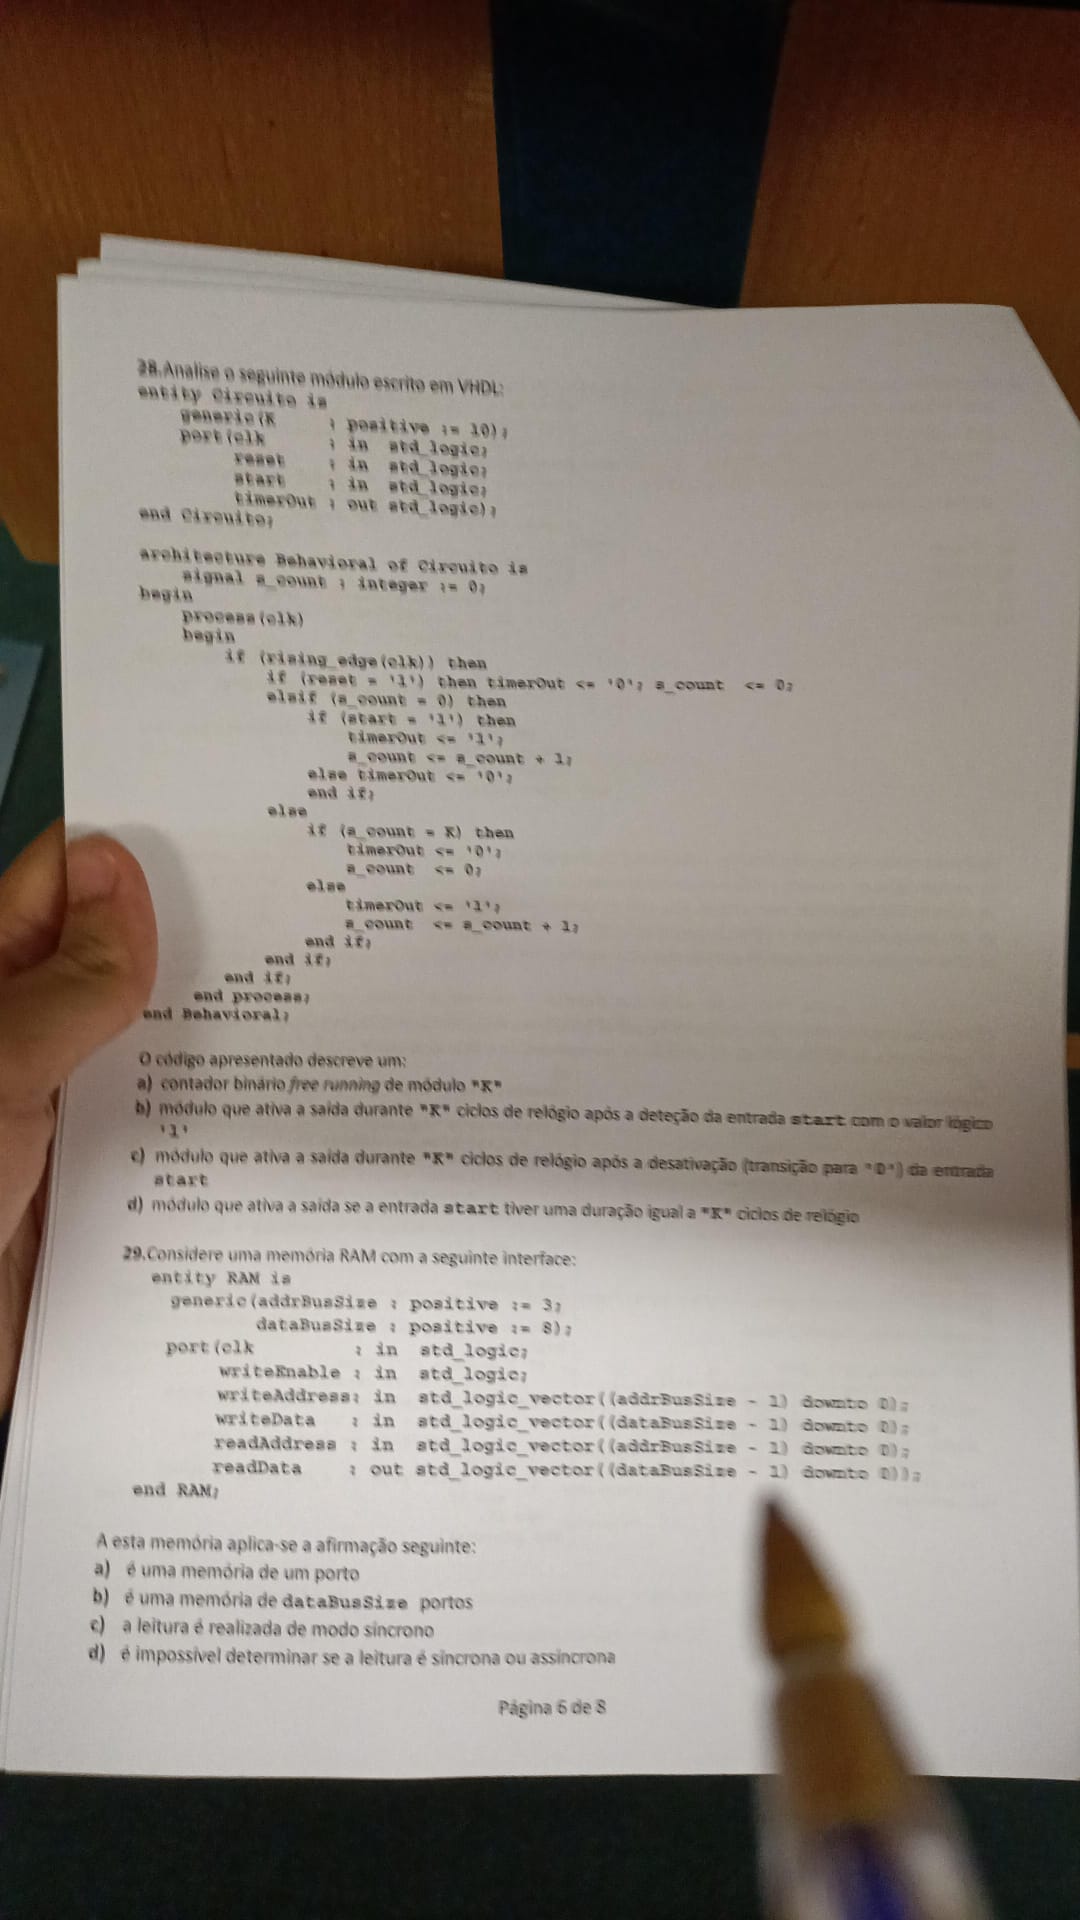 28.Analise o seguinte módulo escrito em VHDL:
entity Circuito is
generic(K : positive := 10);
port(clk : in std_logic;
reset : in std_logic;
start : in std_logic;
timerOut : out std_logic);
end Circuito;
architecture Behavioral of Circuito is
signal s_count : integer := 0;
begin
process(clk)
begin
if (rising_edge(clk)) then
if (reset = '1') then timerOut <= '0'; s_count <= 0;
elsif (s_count = 0) then
if (start = '1') then
timerOut <= '1';
s_count <= s_count + 1;
else timerOut <= '0';
end if;
else
if (s_count = K) then
timerOut <= '0';
s_count <= 0;
else
timerOut <= '1';
s_count <= s_count + 1;
end if;
end if;
end if;
end process;
end Behavioral;
O código apresentado descreve um:
a) contador binário free running de módulo "K"
b) módulo que ativa a saída durante "K" ciclos de relógio após a deteção da entrada start com o valor lógico
'1'
c) módulo que ativa a saída durante "K" ciclos de relógio após a desativação (transição para '0') da entrada
start
d) módulo que ativa a saída se a entrada start tiver uma duração igual a "K" ciclos de relógio
29.Considere uma memória RAM com a seguinte interface:
entity RAM is
generic(addrBusSize : positive := 3;
dataBusSize : positive := 8);
port(clk : in std_logic;
writeEnable : in std_logic;
writeAddress: in std_logic_vector((addrBusSize - 1) downto 0);
writeData : in std_logic_vector((dataBusSize - 1) downto 0);
readAddress : in std_logic_vector((addrBusSize - 1) downto 0);
readData : out std_logic_vector((dataBusSize - 1) downto 0));
end RAM;
A esta memória aplica-se a afirmação seguinte:
a) é uma memória de um porto
b) é uma memória de dataBusSize portos
c) a leitura é realizada de modo síncrono
d) é impossível determinar se a leitura é síncrona ou assíncrona
Página 6 de 8